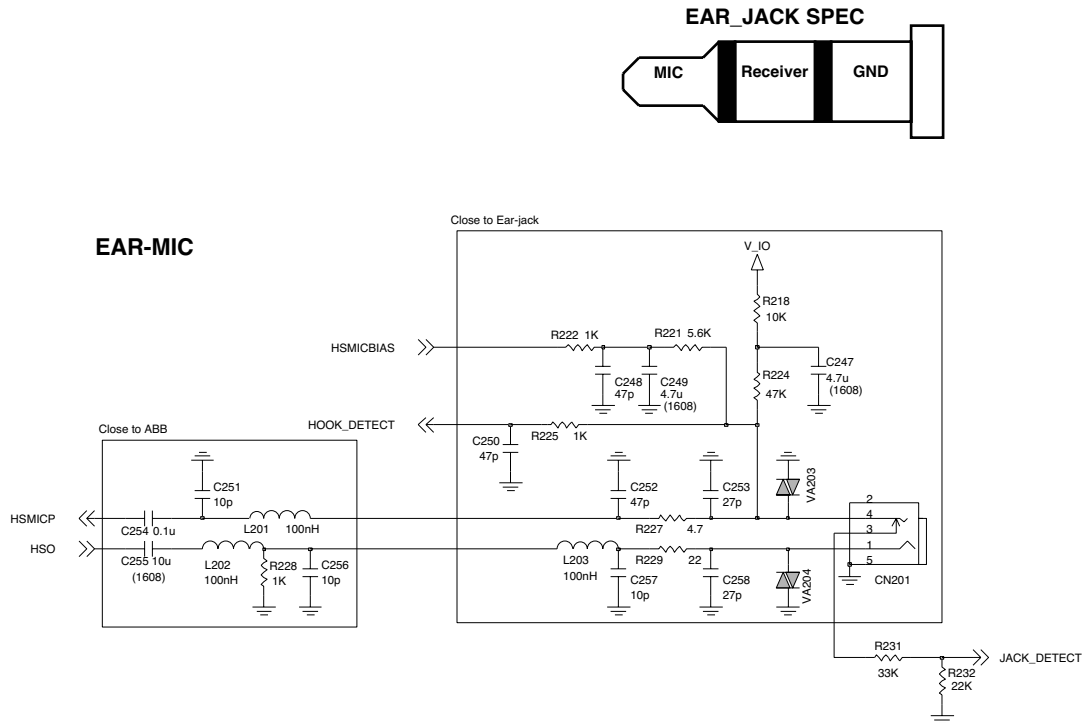 EAR_JACK SPEC
MIC
Receiver
GND
EAR-MIC
Close to Ear-jack
V_IO
R218
10K
R222 1K
R221 5.6K
HSMICBIAS
C247
4.7u
(1608)
R224
47K
C248
47p
C249
4.7u
(1608)
HOOK_DETECT
R225 1K
C250
47p
Close to ABB
C251
10p
C252
47p
C253
27p
VA203
2
HSMICP
C254 0.1u
L201 100nH
R227 4.7
4
3
HSO
C255 10u
(1608)
L202
100nH
R228
1K
C256
10p
L203
100nH
R229 22
C257
10p
C258
27p
VA204
1
5
CN201
R231
33K
JACK_DETECT
R232
22K